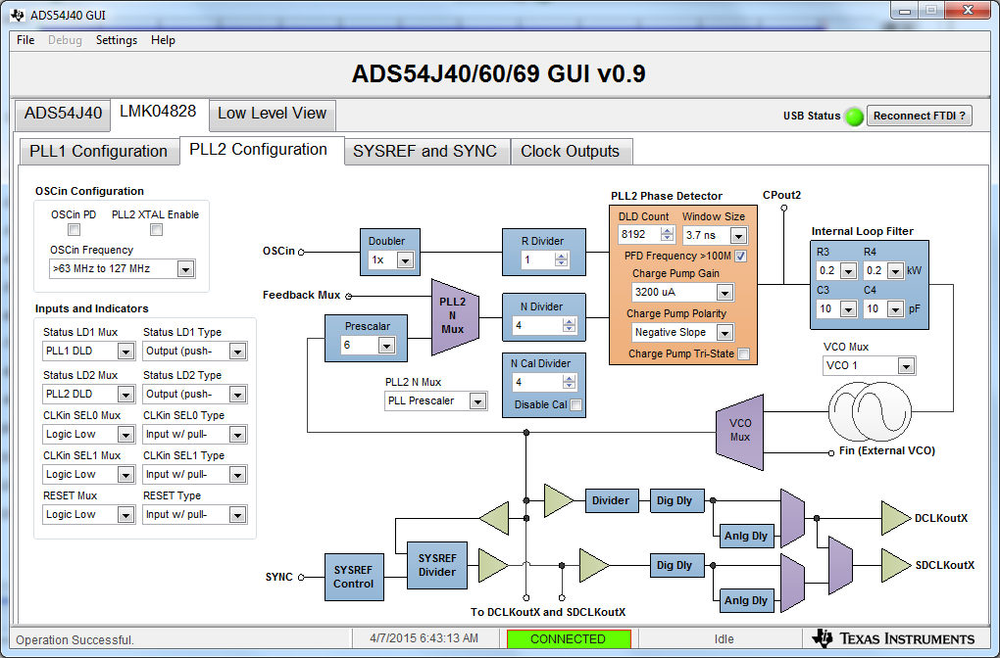 ADS54J40 GUI
File Debug Settings Help
ADS54J40/60/69 GUI v0.9
ADS54J40 LMK04828 Low Level View
USB Status Reconnect FTDI ?
PLL1 Configuration PLL2 Configuration SYSREF and SYNC Clock Outputs
OSCin Configuration
OSCin PD PLL2 XTAL Enable
OSCin Frequency
>63 MHz to 127 MHz
Inputs and Indicators
Status LD1 Mux Status LD1 Type
PLL1 DLD Output (push-
Status LD2 Mux Status LD2 Type
PLL2 DLD Output (push-
CLKin SEL0 Mux CLKin SEL0 Type
Logic Low Input w/ pull-
CLKin SEL1 Mux CLKin SEL1 Type
Logic Low Input w/ pull-
RESET Mux RESET Type
Logic Low Input w/ pull-
OSCin
Doubler
1x
R Divider
1
Feedback Mux
PLL2
N
Mux
Prescalar
6
N Divider
4
N Cal Divider
4
Disable Cal
PLL2 N Mux
PLL Prescaler
PLL2 Phase Detector
DLD Count Window Size
8192 3.7 ns
PFD Frequency >100M
Charge Pump Gain
3200 uA
Charge Pump Polarity
Negative Slope
Charge Pump Tri-State
CPout2
Internal Loop Filter
R3 R4
0.2 0.2 kW
C3 C4
10 10 pF
VCO Mux
VCO 1
VCO
Mux
Fin (External VCO)
Divider Dig Dly
Anlg Dly
DCLKoutX
SYSREF
Divider
Dig Dly
Anlg Dly
SDCLKoutX
SYNC
SYSREF
Control
To DCLKoutX and SDCLKoutX
Operation Successful. 4/7/2015 6:43:13 AM CONNECTED Idle TEXAS INSTRUMENTS